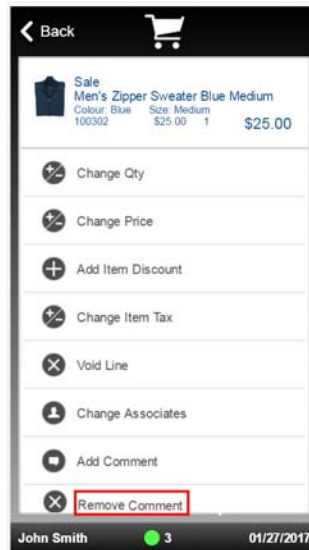 Back
Sale
Men's Zipper Sweater Blue Medium
Colour: Blue Size: Medium
100302 $25.00 1 $25.00
Change Qty
Change Price
Add Item Discount
Change Item Tax
Void Line
Change Associates
Add Comment
Remove Comment
John Smith 3 01/27/2017